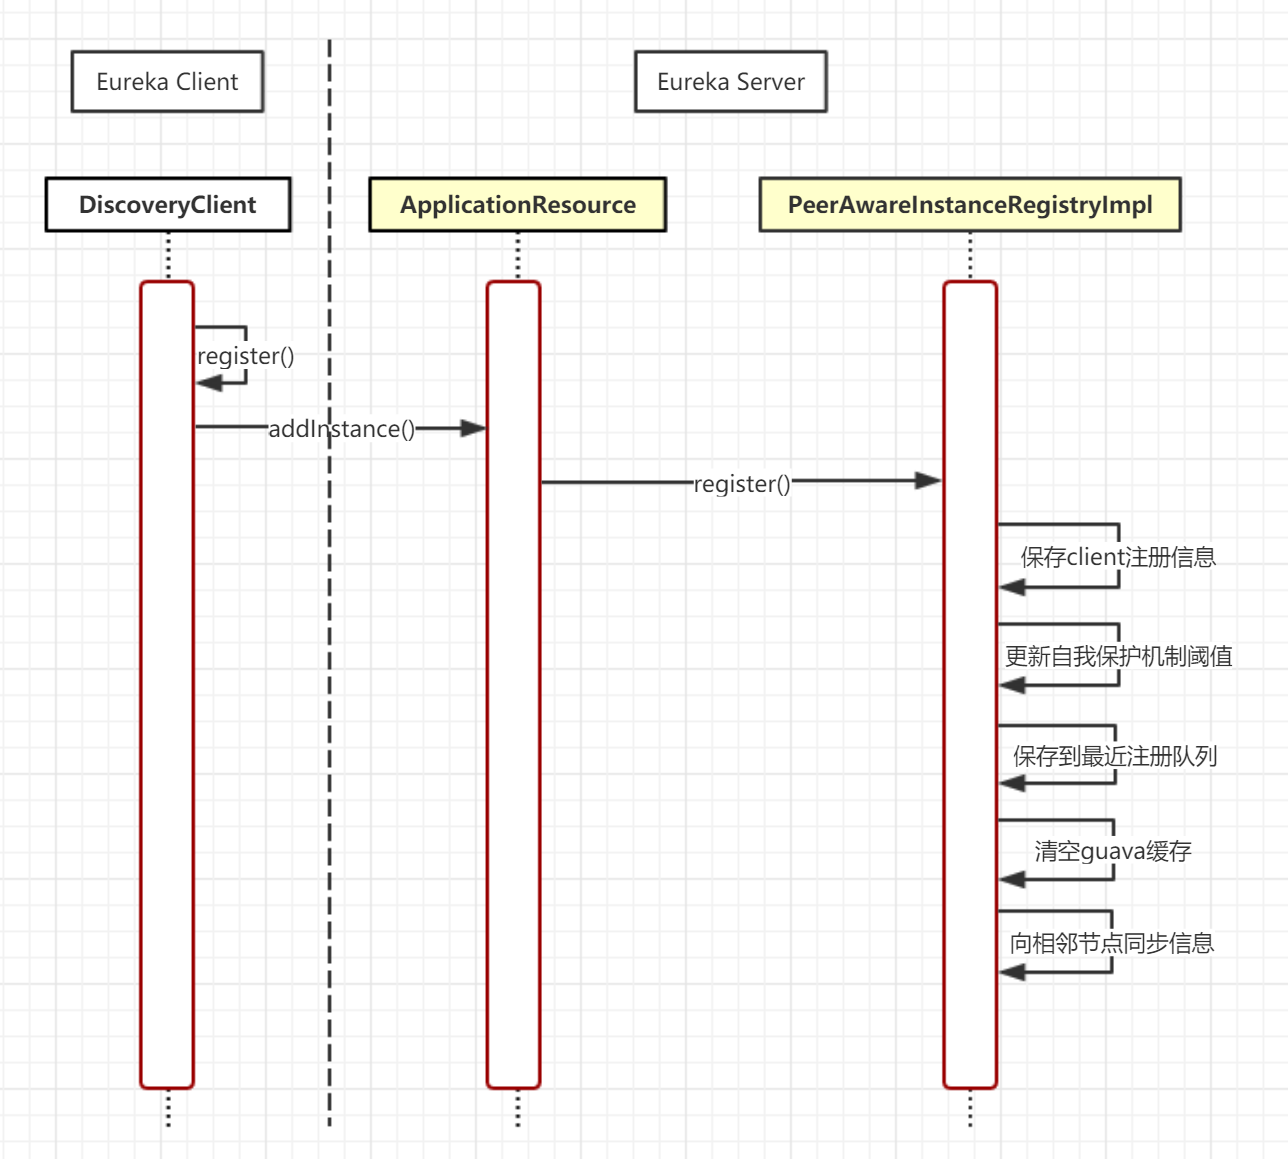 Eureka Client
Eureka Server
DiscoveryClient
ApplicationResource
PeerAwareInstanceRegistryImpl
register()
addInstance()
register()
保存client注册信息
更新自我保护机制阈值
保存到最近注册队列
清空guava缓存
向相邻节点同步信息